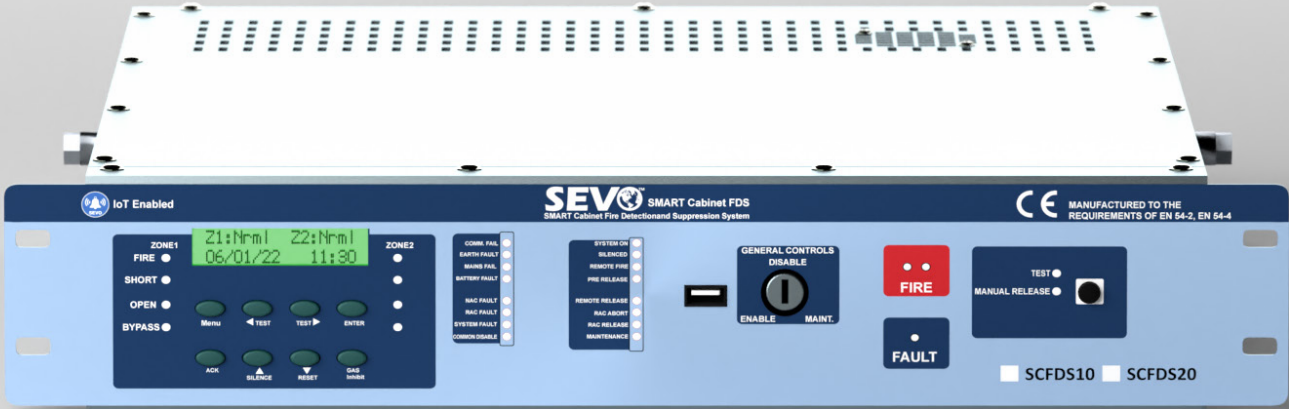 IoT Enabled
SEVO
SEVO™ SMART Cabinet FDS
SMART Cabinet Fire Detectionand Suppression System
CE MANUFACTURED TO THE
REQUIREMENTS OF EN 54-2, EN 54-4
ZONE1
FIRE
SHORT
OPEN
BYPASS
Z1:Nrml Z2:Nrml
06/01/22 11:30
ZONE2
Menu
TEST
TEST
ENTER
ACK
SILENCE
RESET
GAS
Inhibit
COMM. FAIL
EARTH FAULT
MAINS FAIL
BATTERY FAULT
NAC FAULT
RAC FAULT
SYSTEM FAULT
COMMON DISABLE
SYSTEM ON
SILENCED
REMOTE FIRE
PRE RELEASE
REMOTE RELEASE
RAC ABORT
RAC RELEASE
MAINTENANCE
GENERAL CONTROLS
DISABLE
ENABLE MAINT.
FIRE
FAULT
TEST
MANUAL RELEASE
SCFDS10 SCFDS20